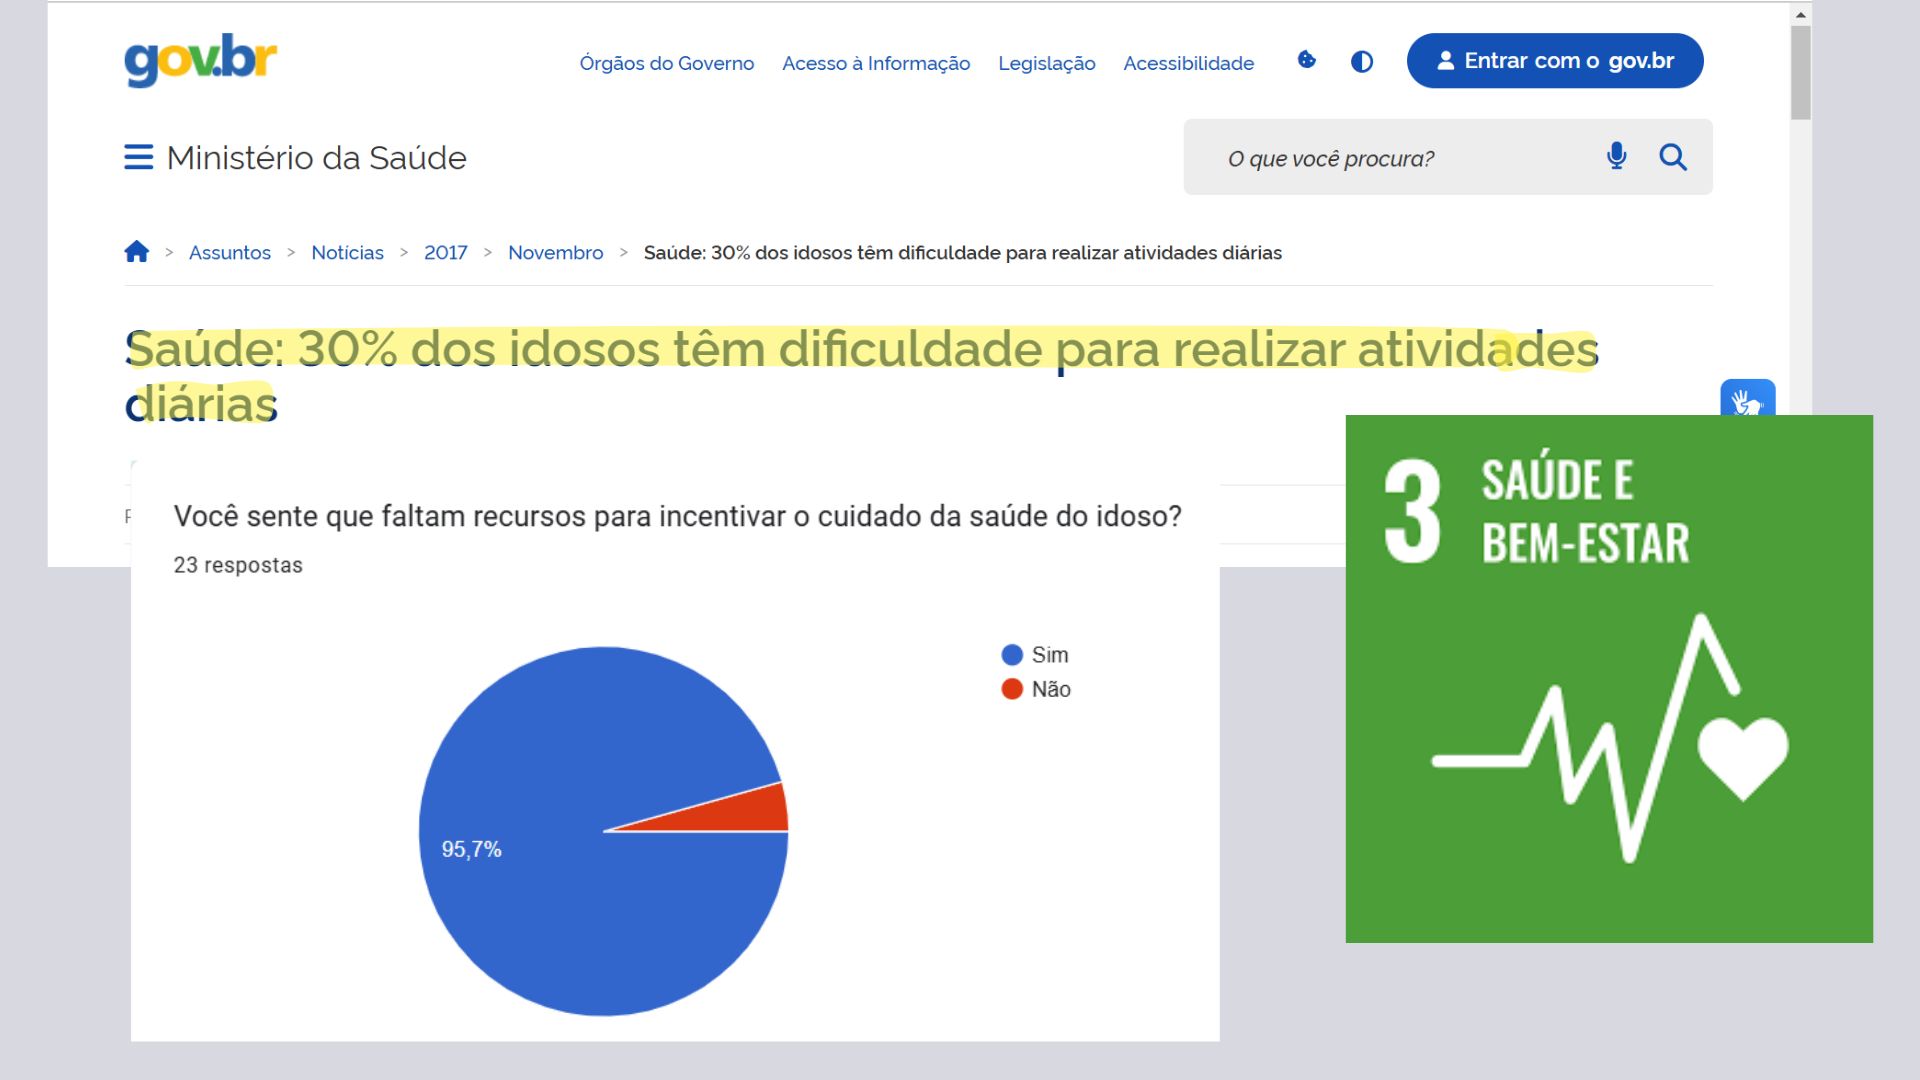 gov.br
Órgãos do Governo Acesso à Informação Legislação Acessibilidade
Entrar com o gov.br
Ministério da Saúde
O que você procura?
> Assuntos > Notícias > 2017 > Novembro > Saúde: 30% dos idosos têm dificuldade para realizar atividades diárias
Saúde: 30% dos idosos têm dificuldade para realizar atividades
diárias
Você sente que faltam recursos para incentivar o cuidado da saúde do idoso?
23 respostas
Sim
Não
95,7%
3 SAÚDE E
BEM-ESTAR